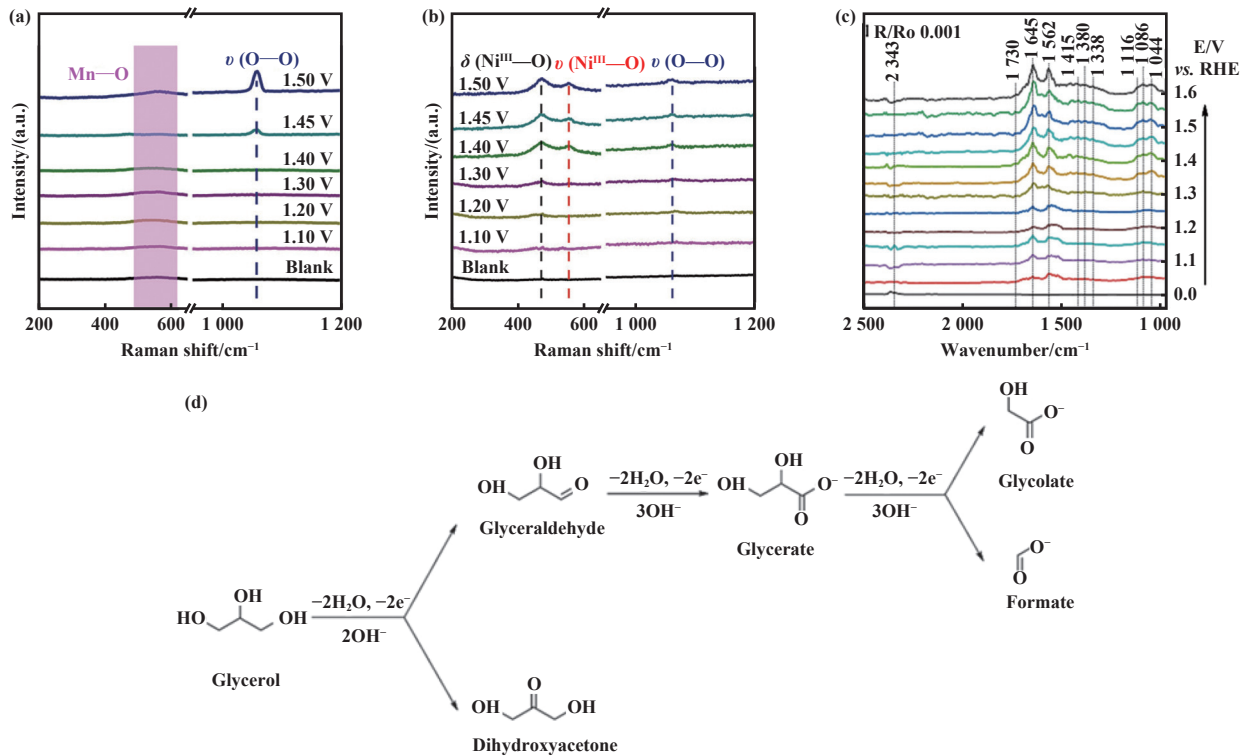 (a)
Mn—O
υ (O—O)
1.50 V
1.45 V
1.40 V
1.30 V
1.20 V
1.10 V
Blank
Intensity/(a.u.)
200 400 600 1 000 1 200
Raman shift/cm⁻¹
(b)
δ (Niᴵᴵᴵ—O) υ (Niᴵᴵᴵ—O) υ (O—O)
1.50 V
1.45 V
1.40 V
1.30 V
1.20 V
1.10 V
Blank
Intensity/(a.u.)
200 400 600 1 000 1 200
Raman shift/cm⁻¹
(c)
R/Ro 0.001
2 343
1 730
1 645
1 562
1 415
1 380
1 338
1 116
1 086
1 044
E/V
vs. RHE
1.6
1.5
1.4
1.3
1.2
1.1
0.0
2 500 2 000 1 500 1 000
Wavenumber/cm⁻¹
(d)
HO OH OH
Glycerol
−2H₂O, −2e⁻
2OH⁻
OH
HO O
Glyceraldehyde
−2H₂O, −2e⁻
3OH⁻
OH
HO O⁻
O
Glycerate
−2H₂O, −2e⁻
3OH⁻
OH
O⁻
O
Glycolate
O⁻
O
Formate
O
OH OH
Dihydroxyacetone